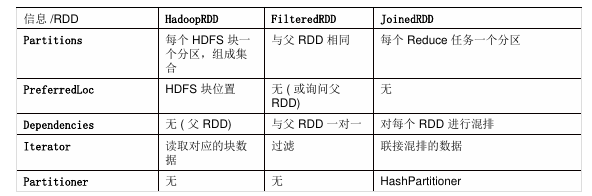 信息 /RDD HadoopRDD FilteredRDD JoinedRDD
Partitions 每个 HDFS 块一 与父 RDD 相同 每个 Reduce 任务一个分区
个分区，组成集
合
PreferredLoc HDFS 块位置 无 ( 或询问父 无
RDD)
Dependencies 无 ( 父 RDD) 与父 RDD 一对一 对每个 RDD 进行混排
Iterator 读取对应的块数 过滤 联接混排的数据
据
Partitioner 无 无 HashPartitioner